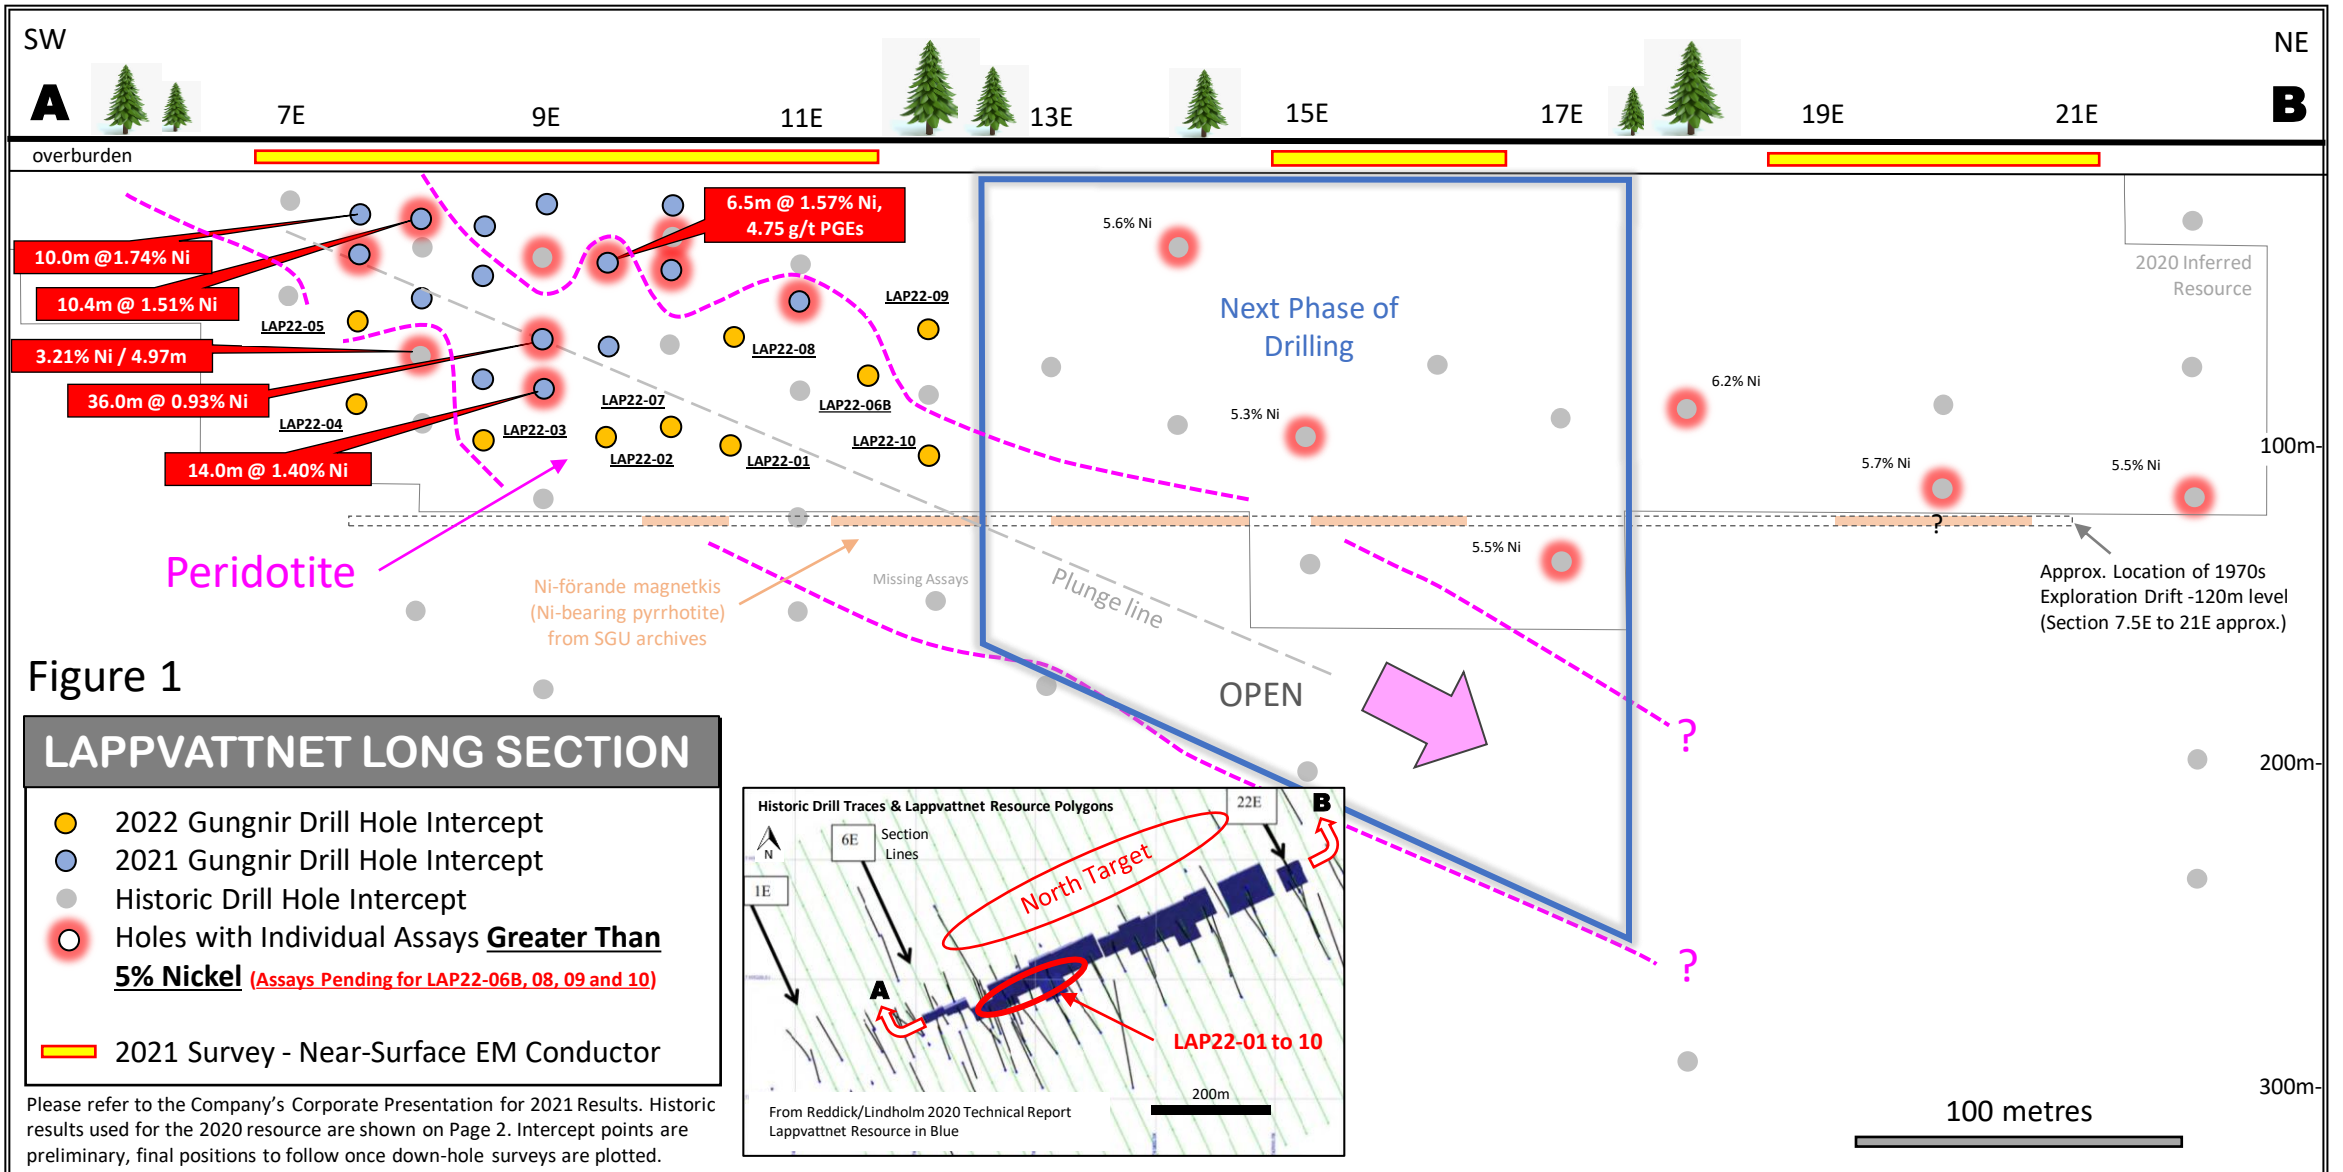 SW
NE
A
7E
9E
11E
13E
15E
17E
19E
21E
B
overburden
6.5m @ 1.57% Ni,
4.75 g/t PGEs
10.0m @1.74% Ni
10.4m @ 1.51% Ni
3.21% Ni / 4.97m
36.0m @ 0.93% Ni
14.0m @ 1.40% Ni
LAP22-05
LAP22-04
LAP22-03
LAP22-07
LAP22-02
LAP22-01
LAP22-08
LAP22-09
LAP22-06B
LAP22-10
5.6% Ni
Next Phase of
Drilling
5.3% Ni
5.5% Ni
6.2% Ni
5.7% Ni
5.5% Ni
2020 Inferred
Resource
100m-
200m-
300m-
?
Approx. Location of 1970s
Exploration Drift -120m level
(Section 7.5E to 21E approx.)
Peridotite
Ni-förande magnetkis
(Ni-bearing pyrrhotite)
from SGU archives
Missing Assays
Plunge line
OPEN
?
?
Figure 1
LAPPVATTNET LONG SECTION
2022 Gungnir Drill Hole Intercept
2021 Gungnir Drill Hole Intercept
Historic Drill Hole Intercept
Holes with Individual Assays Greater Than
5% Nickel (Assays Pending for LAP22-06B, 08, 09 and 10)
2021 Survey - Near-Surface EM Conductor
Please refer to the Company's Corporate Presentation for 2021 Results. Historic
results used for the 2020 resource are shown on Page 2. Intercept points are
preliminary, final positions to follow once down-hole surveys are plotted.
Historic Drill Traces & Lappvattnet Resource Polygons
22E
B
N
6E
Section
Lines
1E
North Target
A
LAP22-01 to 10
200m
From Reddick/Lindholm 2020 Technical Report
Lappvattnet Resource in Blue
100 metres